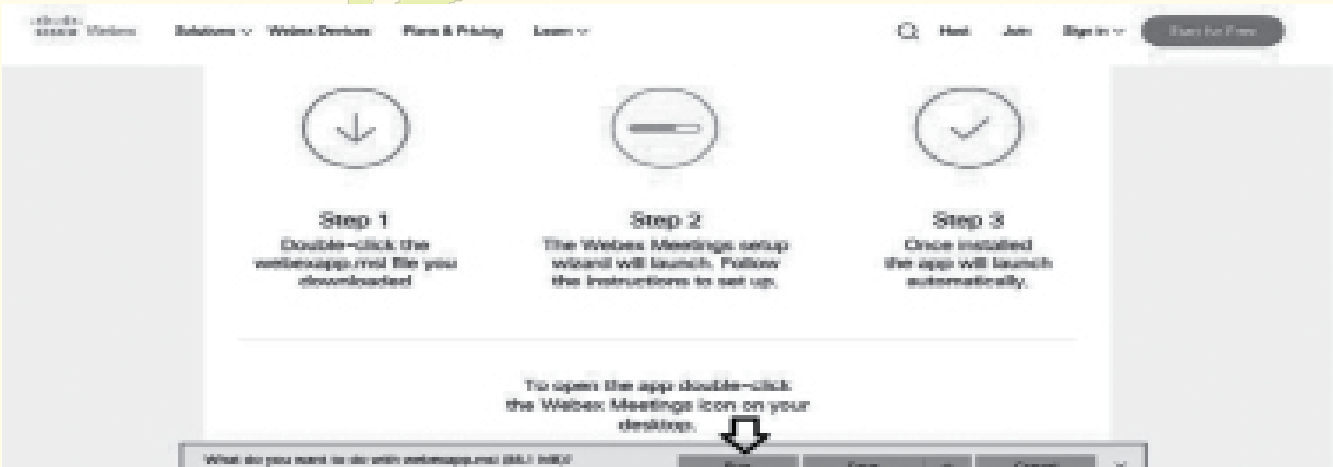 Webex Solutions Webex Devices Plans & Pricing Learn Host Join Sign in Start for Free
Step 1
Double-click the
webexapp.msi file you
downloaded
Step 2
The Webex Meetings setup
wizard will launch. Follow
the instructions to set up.
Step 3
Once installed
the app will launch
automatically.
To open the app double-click
the Webex Meetings icon on your
desktop.
What do you want to do with webexapp.msi
Run Save Cancel